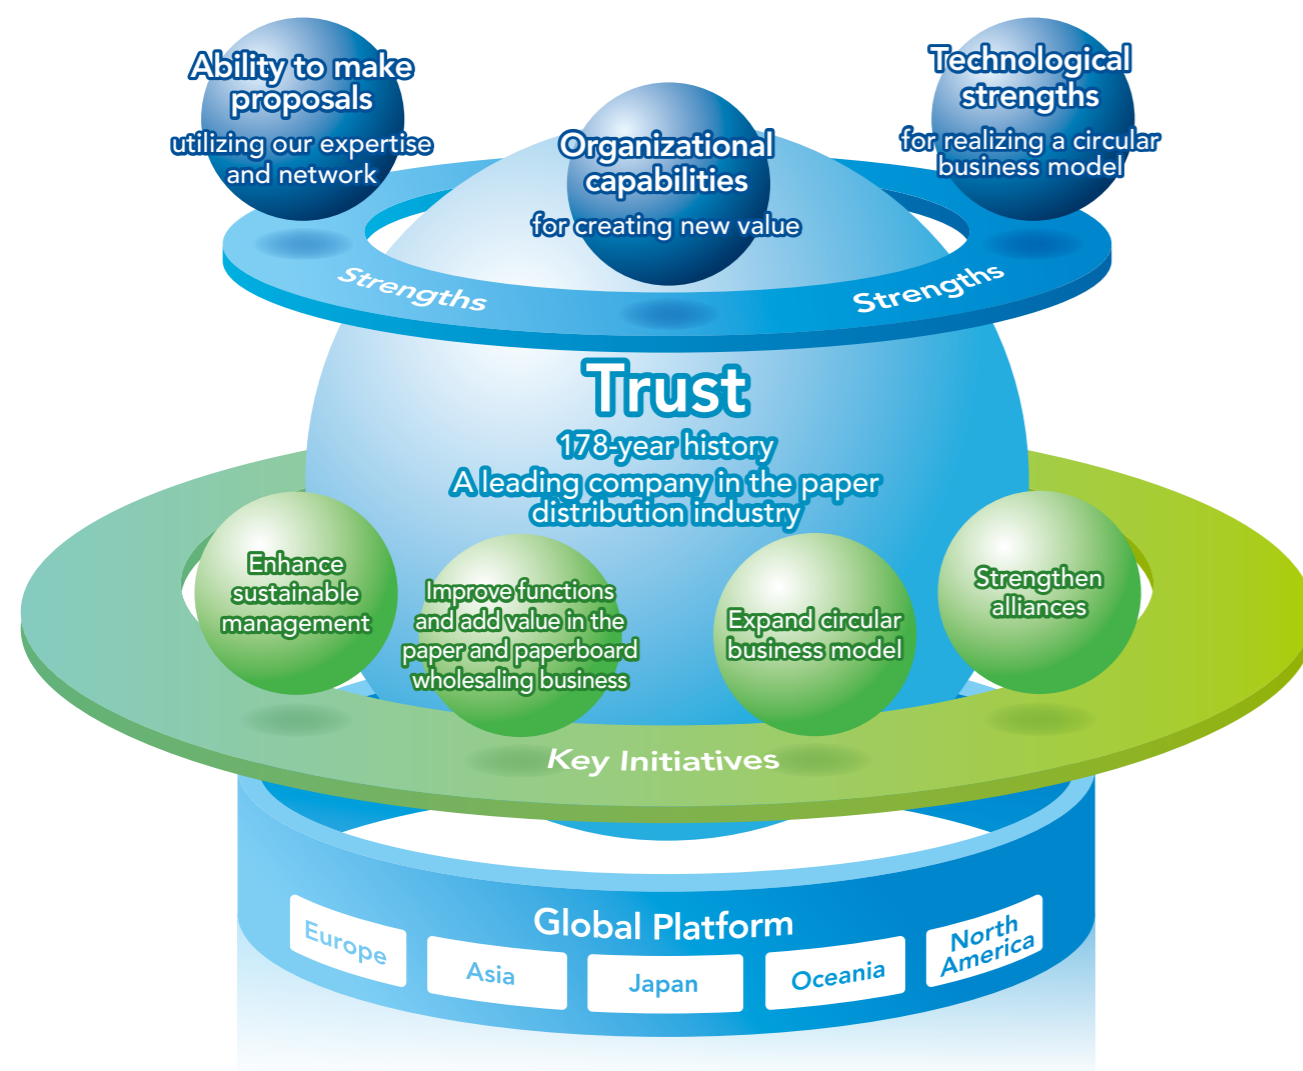 Ability to make
proposals
utilizing our expertise
and network
Organizational
capabilities
for creating new value
Technological
strengths
for realizing a circular
business model
Strengths
Strengths
Trust
178-year history
A leading company in the paper
distribution industry
Enhance
sustainable
management
Improve functions
and add value in the
paper and paperboard
wholesaling business
Expand circular
business model
Strengthen
alliances
Key Initiatives
Global Platform
Europe
Asia
Japan
Oceania
North
America